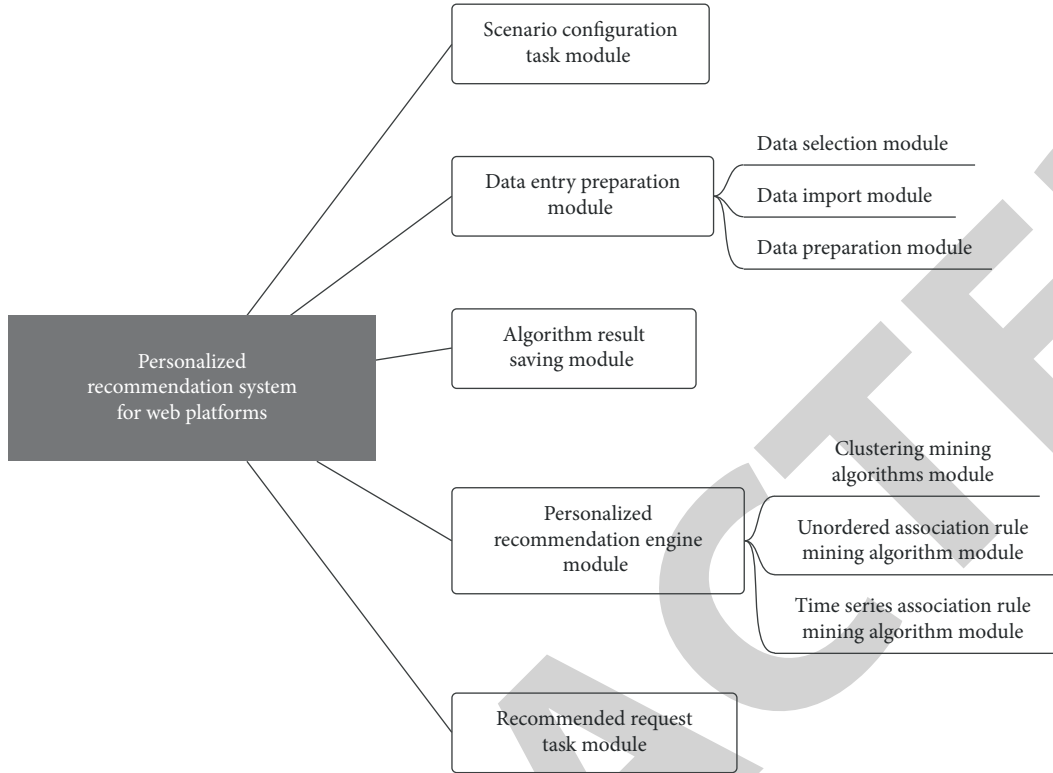 Scenario configuration
task module
Data entry preparation
module
Data selection module
Data import module
Data preparation module
Algorithm result
saving module
Personalized
recommendation system
for web platforms
Personalized
recommendation engine
module
Clustering mining
algorithms module
Unordered association rule
mining algorithm module
Time series association rule
mining algorithm module
Recommended request
task module